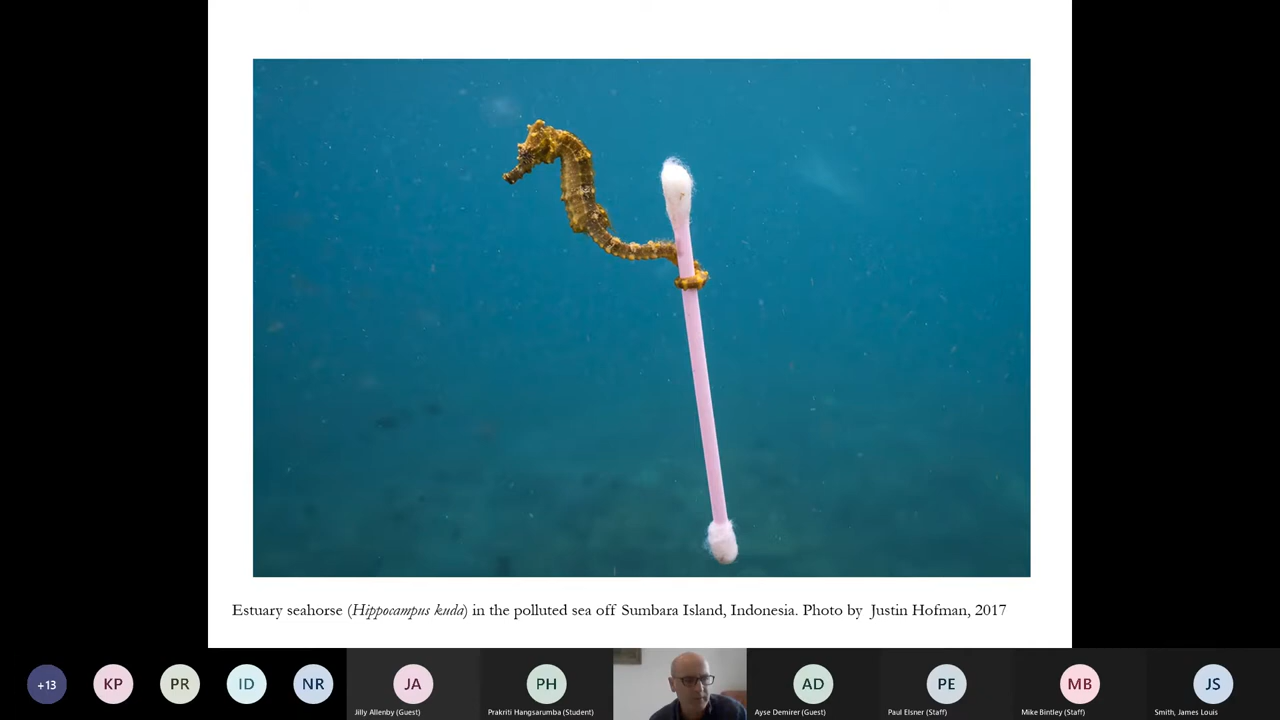 Estuary seahorse (Hippocampus kuda) in the polluted sea off Sumbara Island, Indonesia. Photo by Justin Hofman, 2017
+13
KP
PR
ID
NR
JA
Jilly Allenby (Guest)
PH
Prakriti Hangsarumba (Student)
AD
Ayse Demirer (Guest)
PE
Paul Elsner (Staff)
MB
Mike Bintley (Staff)
JS
Smith, James Louis